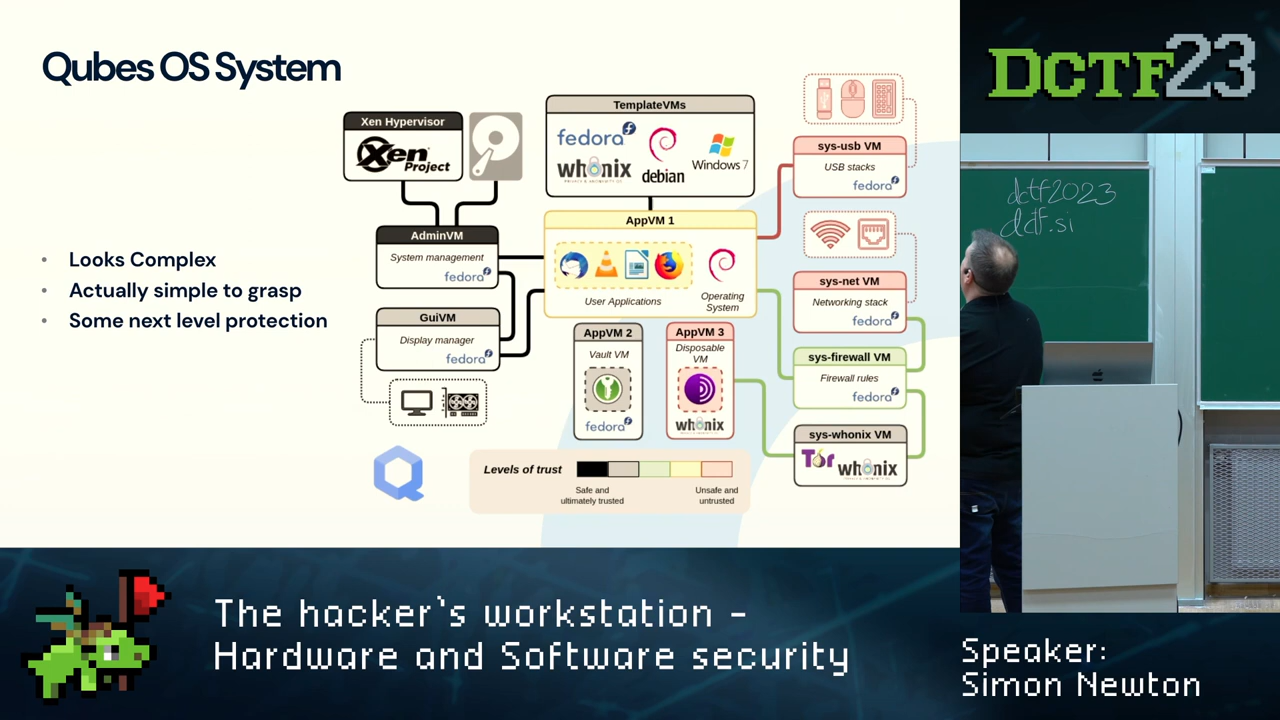 Qubes OS System
Looks Complex
Actually simple to grasp
Some next level protection
Xen Hypervisor
Xen
Project
AdminVM
System management
fedora
GuiVM
Display manager
fedora
TemplateVMs
fedora
whonix
debian
Windows 7
AppVM 1
User Applications
Operating
System
AppVM 2
Vault VM
fedora
AppVM 3
Disposable
VM
whonix
sys-usb VM
USB stacks
fedora
sys-net VM
Networking stack
fedora
sys-firewall VM
Firewall rules
fedora
sys-whonix VM
Tor
whonix
Levels of trust
Safe and
ultimately trusted
Unsafe and
untrusted
DCTF23
dctf2023
dctf.si
The hacker`s workstation -
Hardware and Software security
Speaker:
Simon Newton